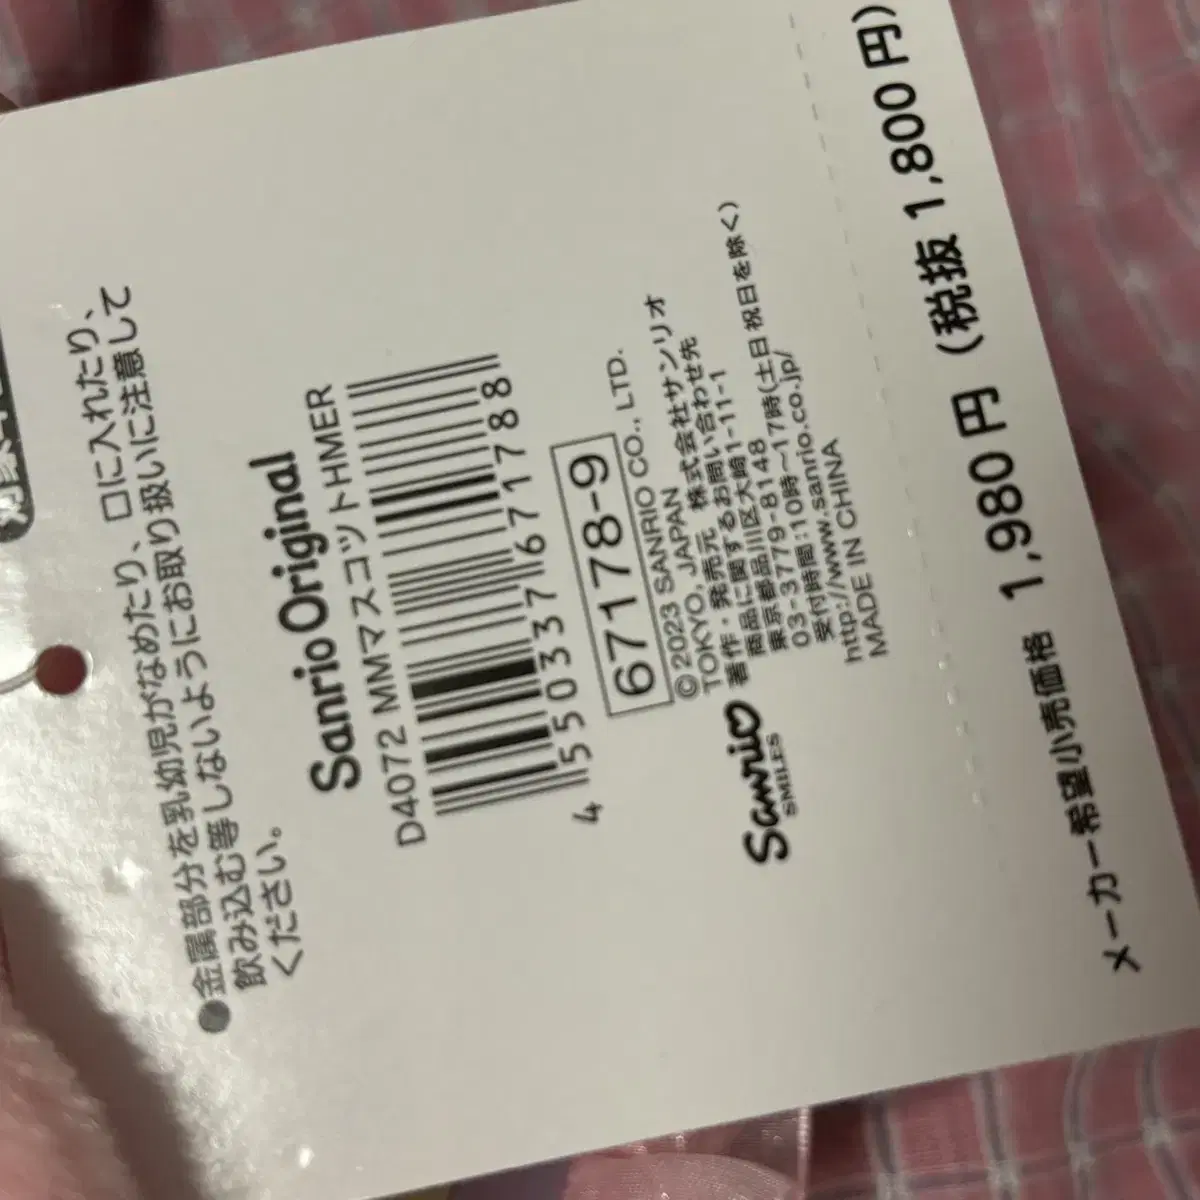 ●金属部分を乳幼児がなめたり、口に入れたり、
飲み込む等しないようにお取り扱いに注意して
ください。
Sanrio Original
D4072 MMマスコットHMER
4 550337 671788
67178-9
©2023 SANRIO CO., LTD.
TOKYO, JAPAN
著作・発売元 株式会社サンリオ
商品に関するお問い合わせ先
東京都品川区大崎1-11-1
03-3779-8148
受付時間:10時〜17時(土日祝日を除く)
http://www.sanrio.co.jp/
MADE IN CHINA
Sanrio
SMILES
メーカー希望小売価格 1,980円 (税抜 1,800円)